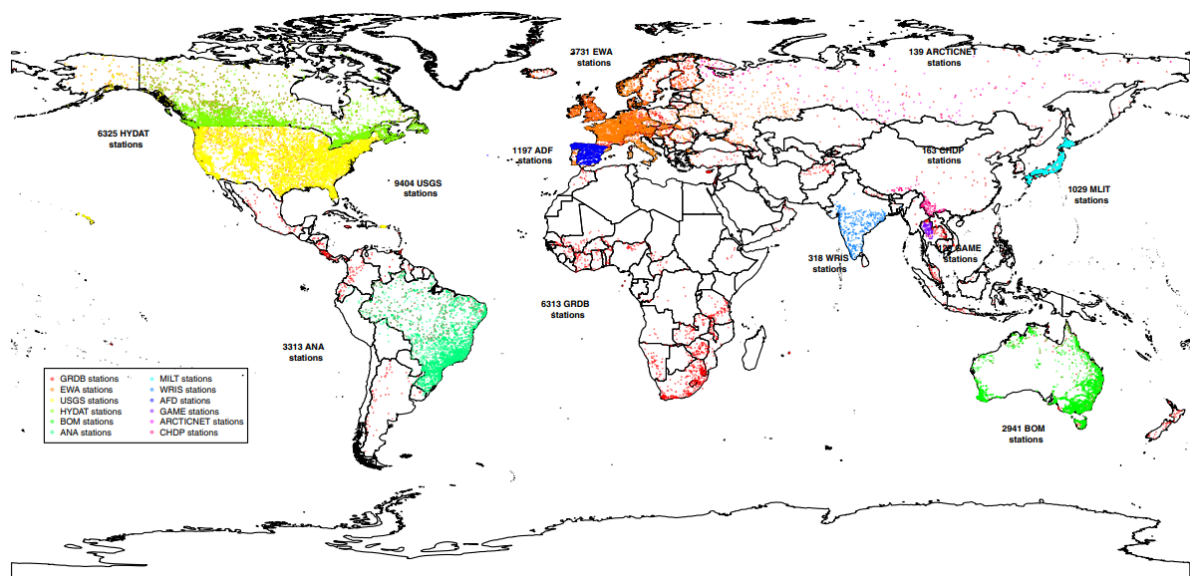 3731 EWA
stations
139 ARCTICNET
stations
6325 HYDAT
stations
1197 ADF
stations
163 CHDP
stations
9404 USGS
stations
1029 MLIT
stations
GAME
stations
318 WRIS
stations
6313 GRDB
stations
3313 ANA
stations
2941 BOM
stations
GRDB stations
EWA stations
USGS stations
HYDAT stations
BOM stations
ANA stations
MILT stations
WRIS stations
AFD stations
GAME stations
ARCTICNET stations
CHDP stations